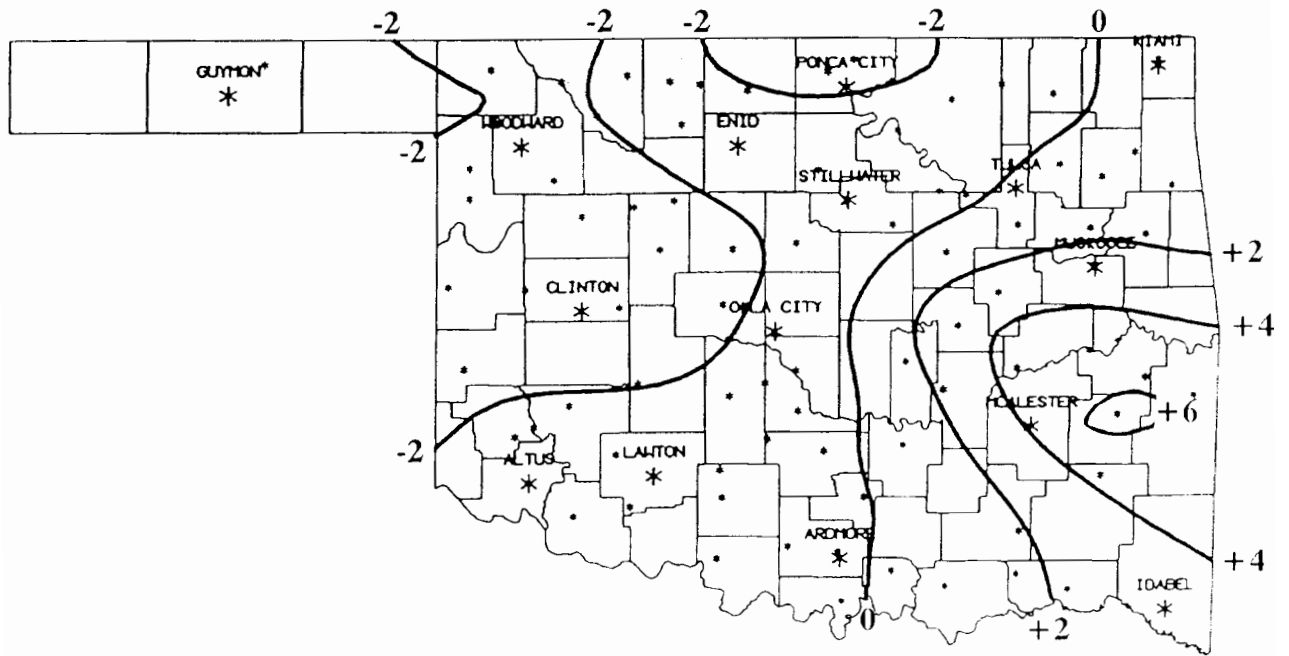 -2 -2 -2 -2 0
MIAMI
GUYMON
PONCA CITY
WOODWARD ENID
-2
TULSA
STILLWATER
MUSKOGEE +2
CLINTON
OKLA CITY +4
MCALESTER +6
-2 ALTUS LAWTON
ARDMORE
+4
IDABEL
0 +2